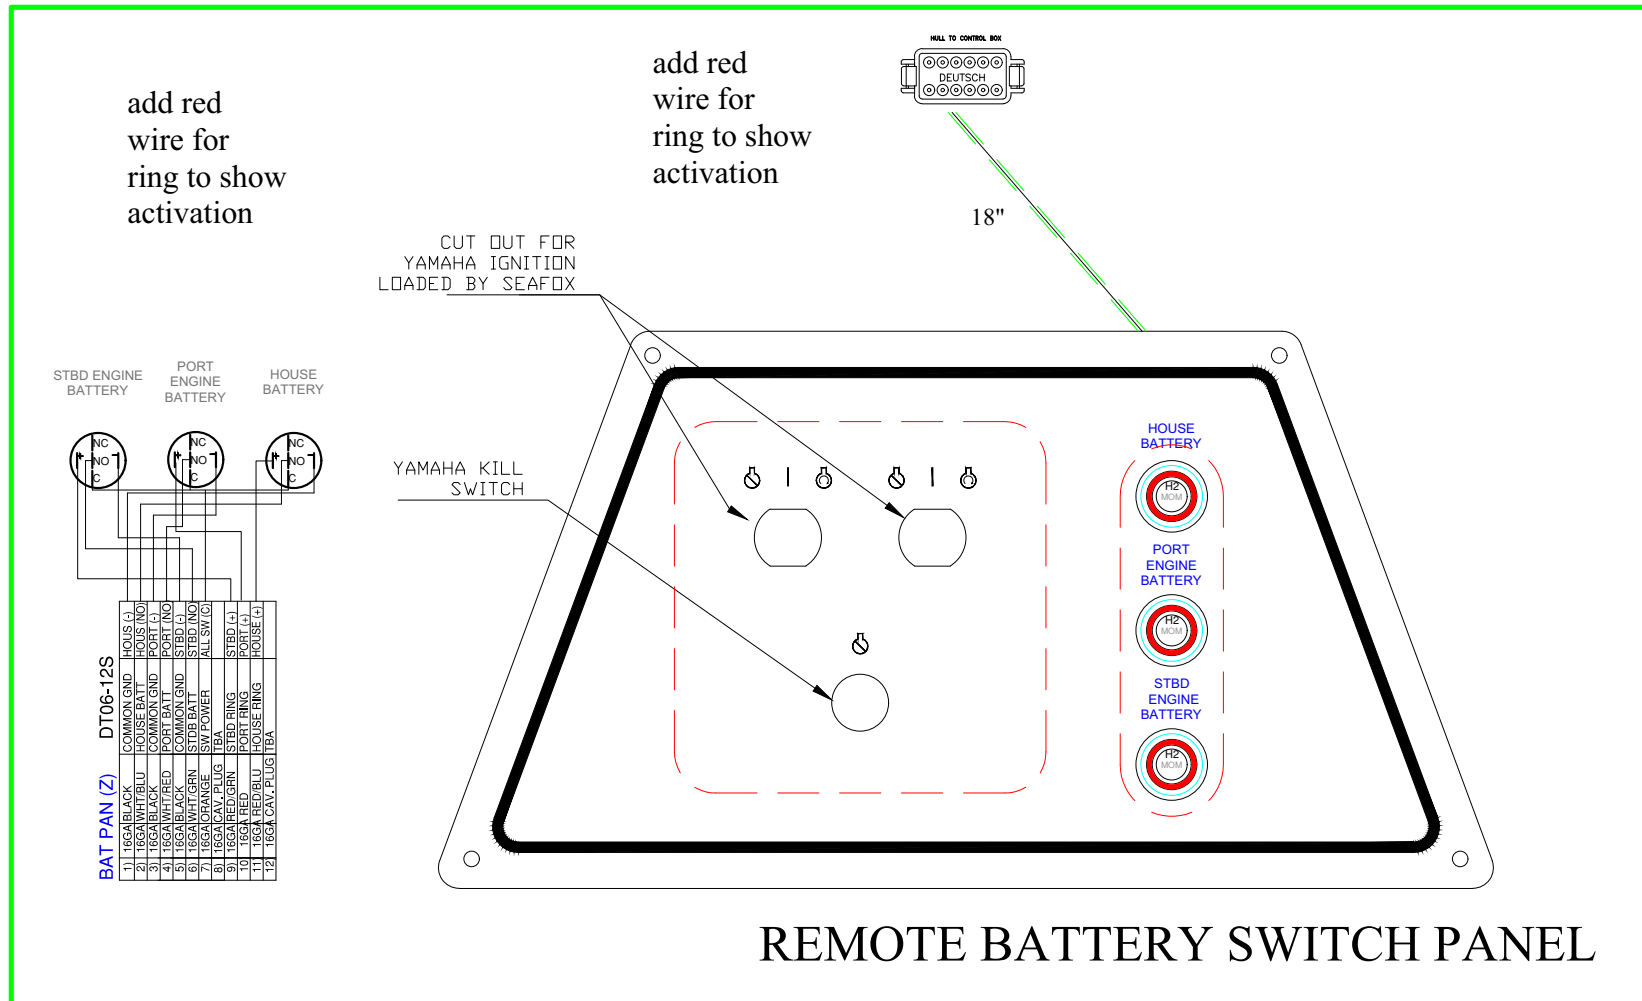 HULL TO CONTROL BOX
DEUTSCH
add red
wire for
ring to show
activation
add red
wire for
ring to show
activation
18"
CUT OUT FOR
YAMAHA IGNITION
LOADED BY SEAFOX
STBD ENGINE
BATTERY
PORT
ENGINE
BATTERY
HOUSE
BATTERY
NC
NO
C
+
-
NC
NO
C
+
-
NC
NO
C
+
-
YAMAHA KILL
SWITCH
HOUSE
BATTERY
H2
MOM
PORT
ENGINE
BATTERY
H2
MOM
STBD
ENGINE
BATTERY
H2
MOM
BAT PAN (Z) DT06-12S
1) 16GA BLACK COMMON GND HOUS (-)
2) 16GA WHT/BLU HOUSE BATT HOUS (NO)
3) 16GA BLACK COMMON GND PORT (-)
4) 16GA WHT/RED PORT BATT PORT (NO)
5) 16GA BLACK COMMON GND STBD (-)
6) 16GA WHT/GRN STDB BATT STBD (NO)
7) 16GA ORANGE SW POWER ALL SW (C)
8) 16GA CAV. PLUG TBA
9) 16GA RED/GRN STBD RING STBD (+)
10 16GA RED PORT RING PORT (+)
11 16GA RED/BLU HOUSE RING HOUSE (+)
12 16GA CAV. PLUG TBA
REMOTE BATTERY SWITCH PANEL